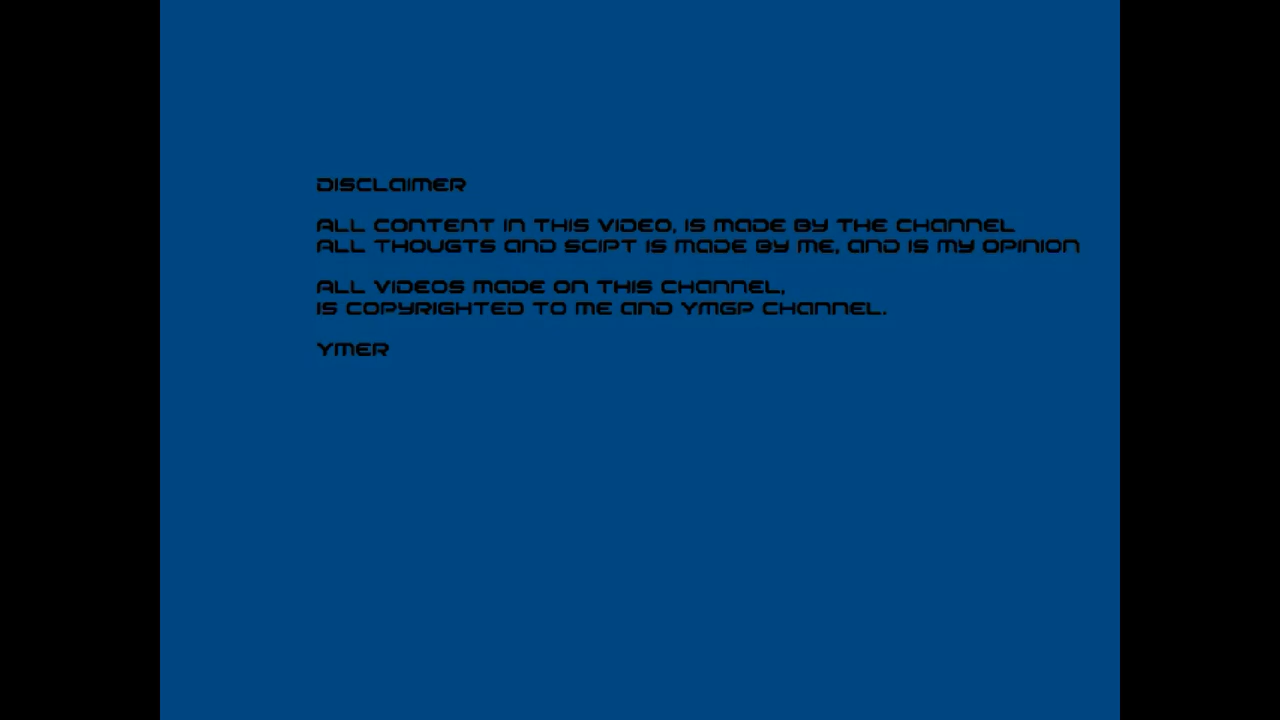 DISCLAIMER
ALL CONTENT IN THIS VIDEO, IS MADE BY THE CHANNEL
ALL THOUGTS AND SCIPT IS MADE BY ME, AND IS MY OPINION
ALL VIDEOS MADE ON THIS CHANNEL,
IS COPYRIGHTED TO ME AND YMGP CHANNEL.
YMER